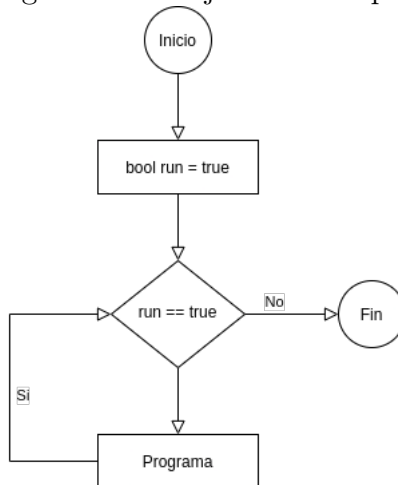 Inicio
bool run = true
run == true
No
Fin
Si
Programa